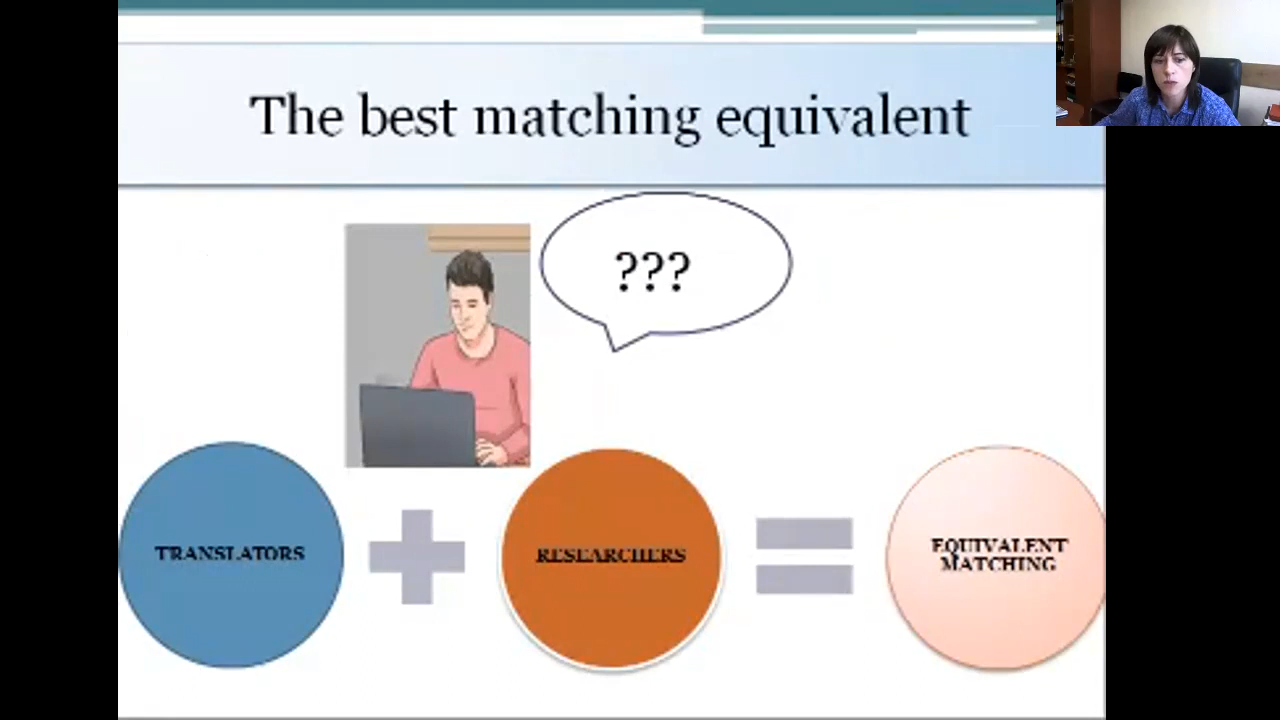 The best matching equivalent
???
TRANSLATORS
RESEARCHERS
EQUIVALENT
MATCHING